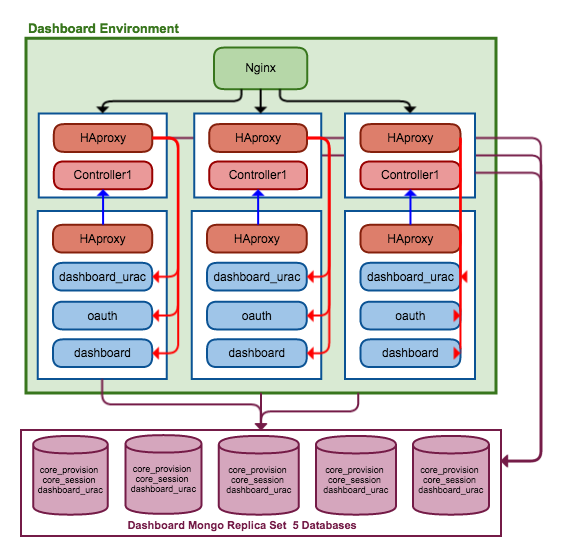 Dashboard Environment
Nginx
HAproxy
HAproxy
HAproxy
Controller1
Controller1
Controller1
HAproxy
HAproxy
HAproxy
dashboard_urac
dashboard_urac
dashboard_urac
oauth
oauth
oauth
dashboard
dashboard
dashboard
core_provision
core_session
dashboard_urac
core_provision
core_session
dashboard_urac
core_provision
core_session
dashboard_urac
core_provision
core_session
dashboard_urac
core_provision
core_session
dashboard_urac
Dashboard Mongo Replica Set 5 Databases